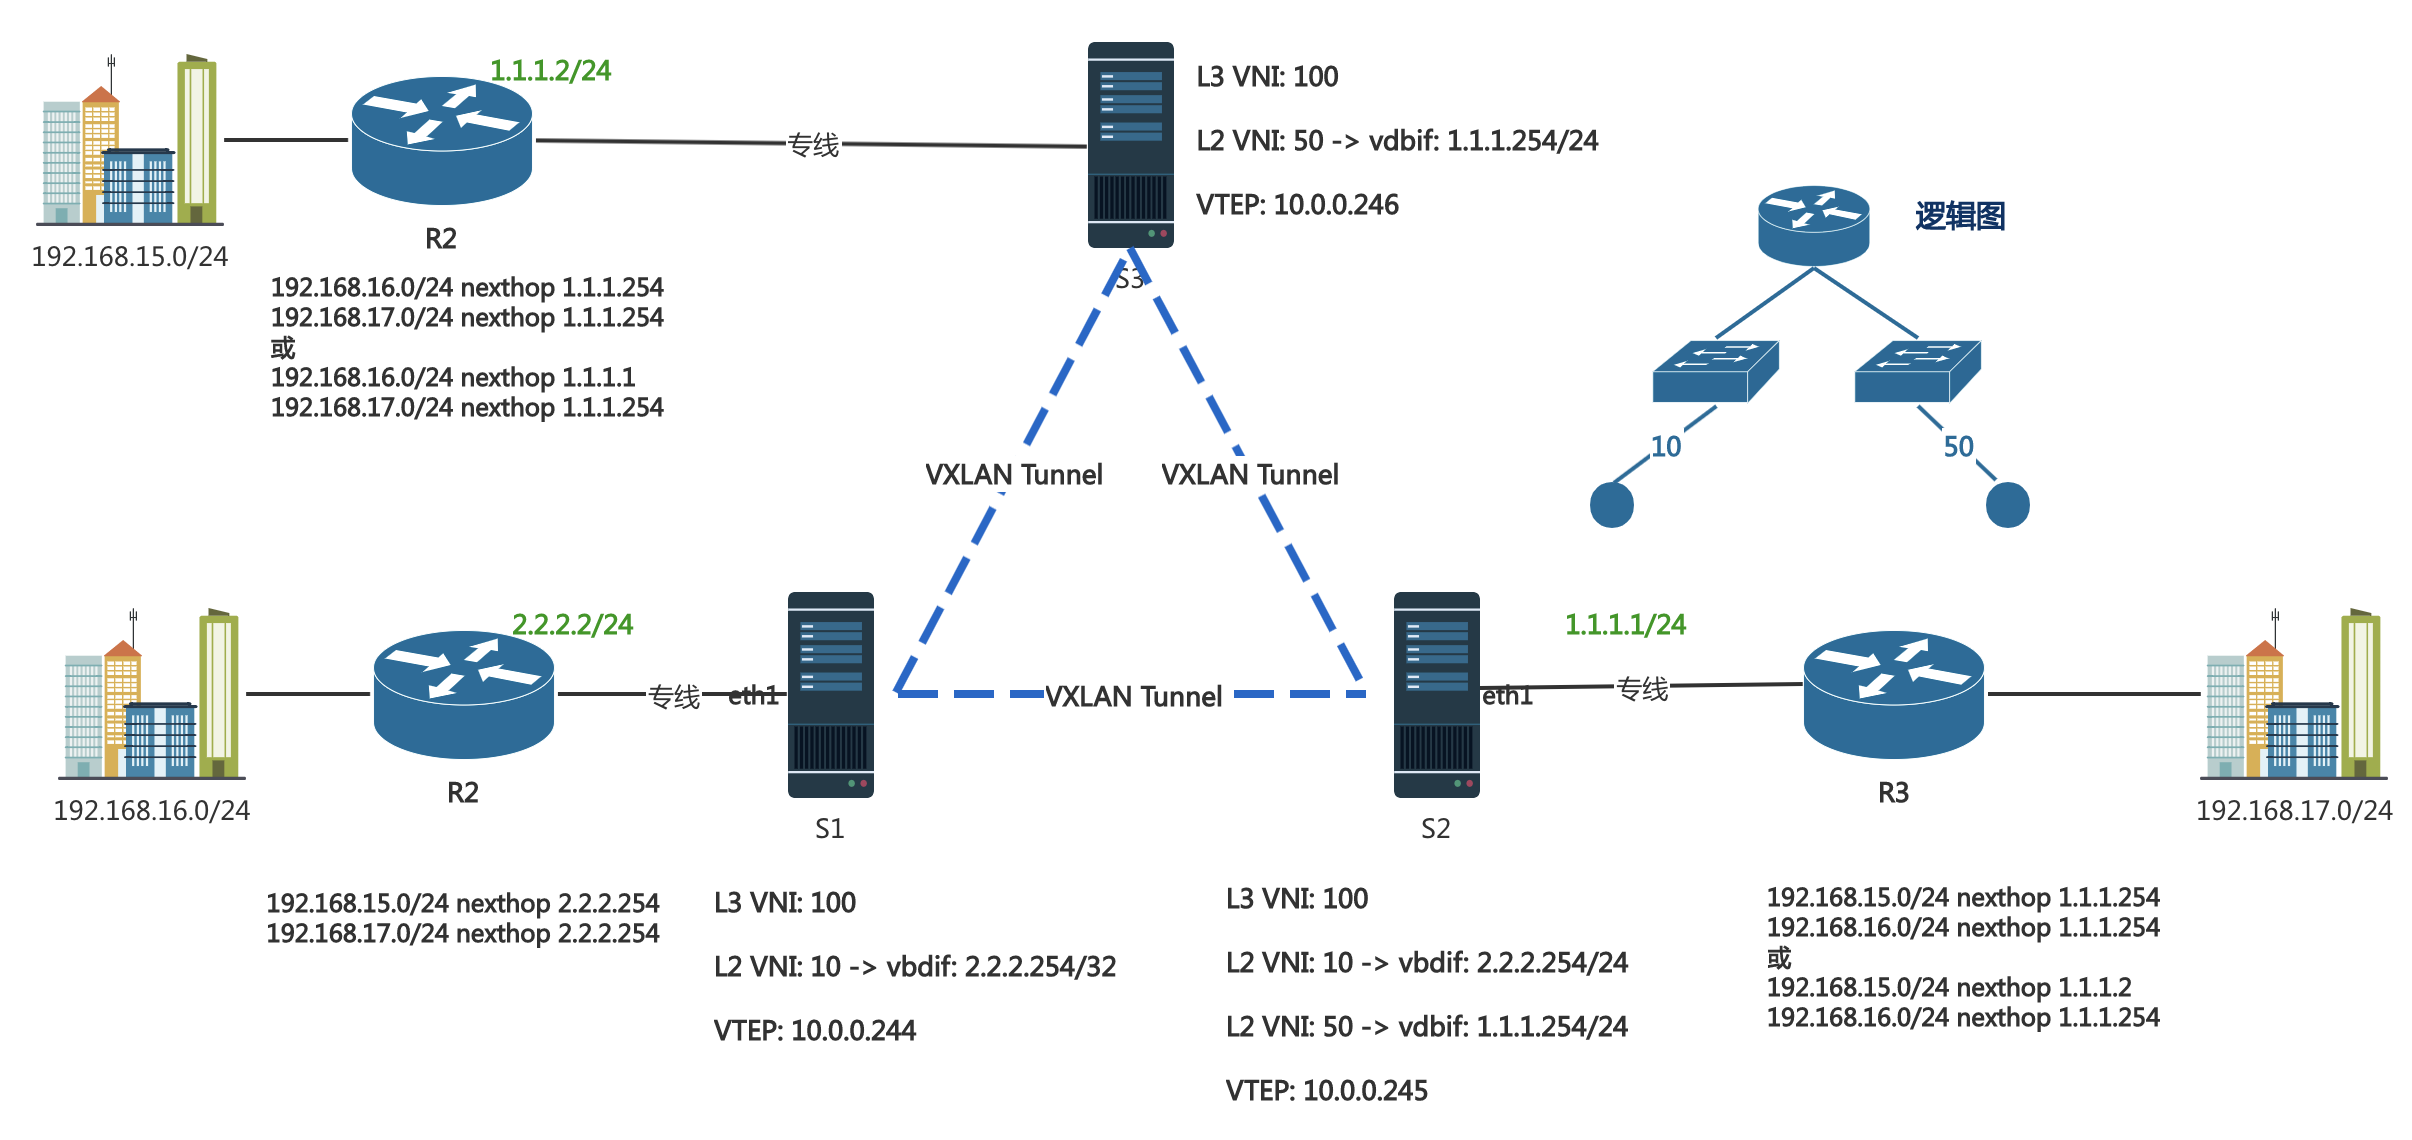 1.1.1.2/24
专线
R2
192.168.15.0/24
192.168.16.0/24 nexthop 1.1.1.254
192.168.17.0/24 nexthop 1.1.1.254
或
192.168.16.0/24 nexthop 1.1.1.1
192.168.17.0/24 nexthop 1.1.1.254
L3 VNI: 100
L2 VNI: 50 -> vdbif: 1.1.1.254/24
VTEP: 10.0.0.246
S3
逻辑图
10
50
VXLAN Tunnel
VXLAN Tunnel
2.2.2.2/24
专线
eth1
VXLAN Tunnel
eth1
专线
1.1.1.1/24
R2
192.168.16.0/24
S1
S2
R3
192.168.17.0/24
192.168.15.0/24 nexthop 2.2.2.254
192.168.17.0/24 nexthop 2.2.2.254
L3 VNI: 100
L2 VNI: 10 -> vbdif: 2.2.2.254/32
VTEP: 10.0.0.244
L3 VNI: 100
L2 VNI: 10 -> vbdif: 2.2.2.254/24
L2 VNI: 50 -> vdbif: 1.1.1.254/24
VTEP: 10.0.0.245
192.168.15.0/24 nexthop 1.1.1.254
192.168.16.0/24 nexthop 1.1.1.254
或
192.168.15.0/24 nexthop 1.1.1.2
192.168.16.0/24 nexthop 1.1.1.254